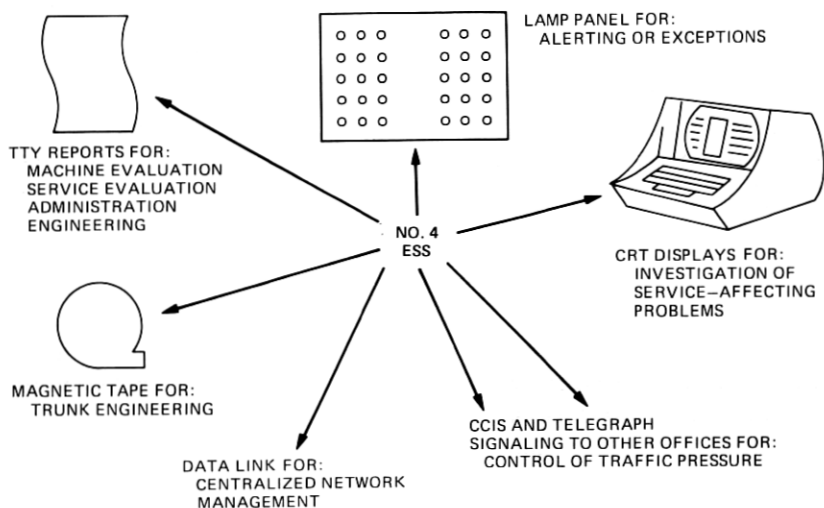 LAMP PANEL FOR:
ALERTING OR EXCEPTIONS
TTY REPORTS FOR:
MACHINE EVALUATION
SERVICE EVALUATION
ADMINISTRATION
ENGINEERING
NO. 4
ESS
CRT DISPLAYS FOR:
INVESTIGATION OF
SERVICE–AFFECTING
PROBLEMS
MAGNETIC TAPE FOR:
TRUNK ENGINEERING
CCIS AND TELEGRAPH
SIGNALING TO OTHER OFFICES FOR:
CONTROL OF TRAFFIC PRESSURE
DATA LINK FOR:
CENTRALIZED NETWORK
MANAGEMENT